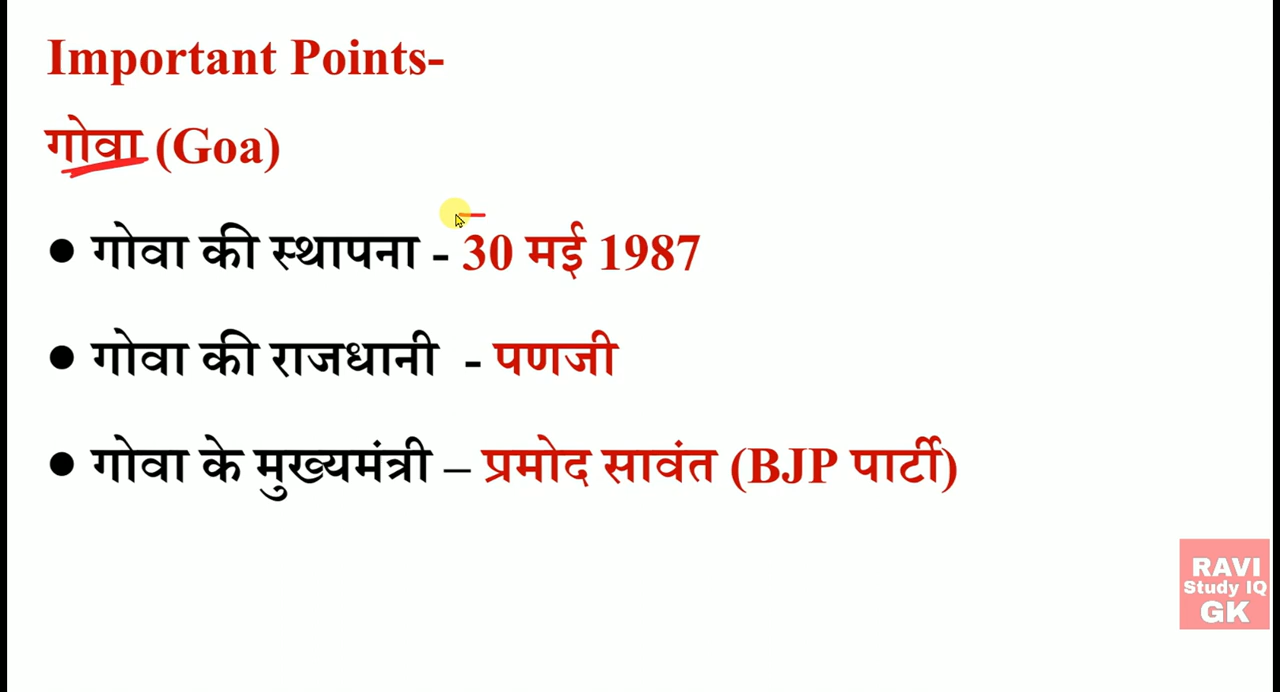 Important Points-
गोवा (Goa)
● गोवा की स्थापना - 30 मई 1987
● गोवा की राजधानी - पणजी
● गोवा के मुख्यमंत्री – प्रमोद सावंत (BJP पार्टी)
RAVI
Study IQ
GK